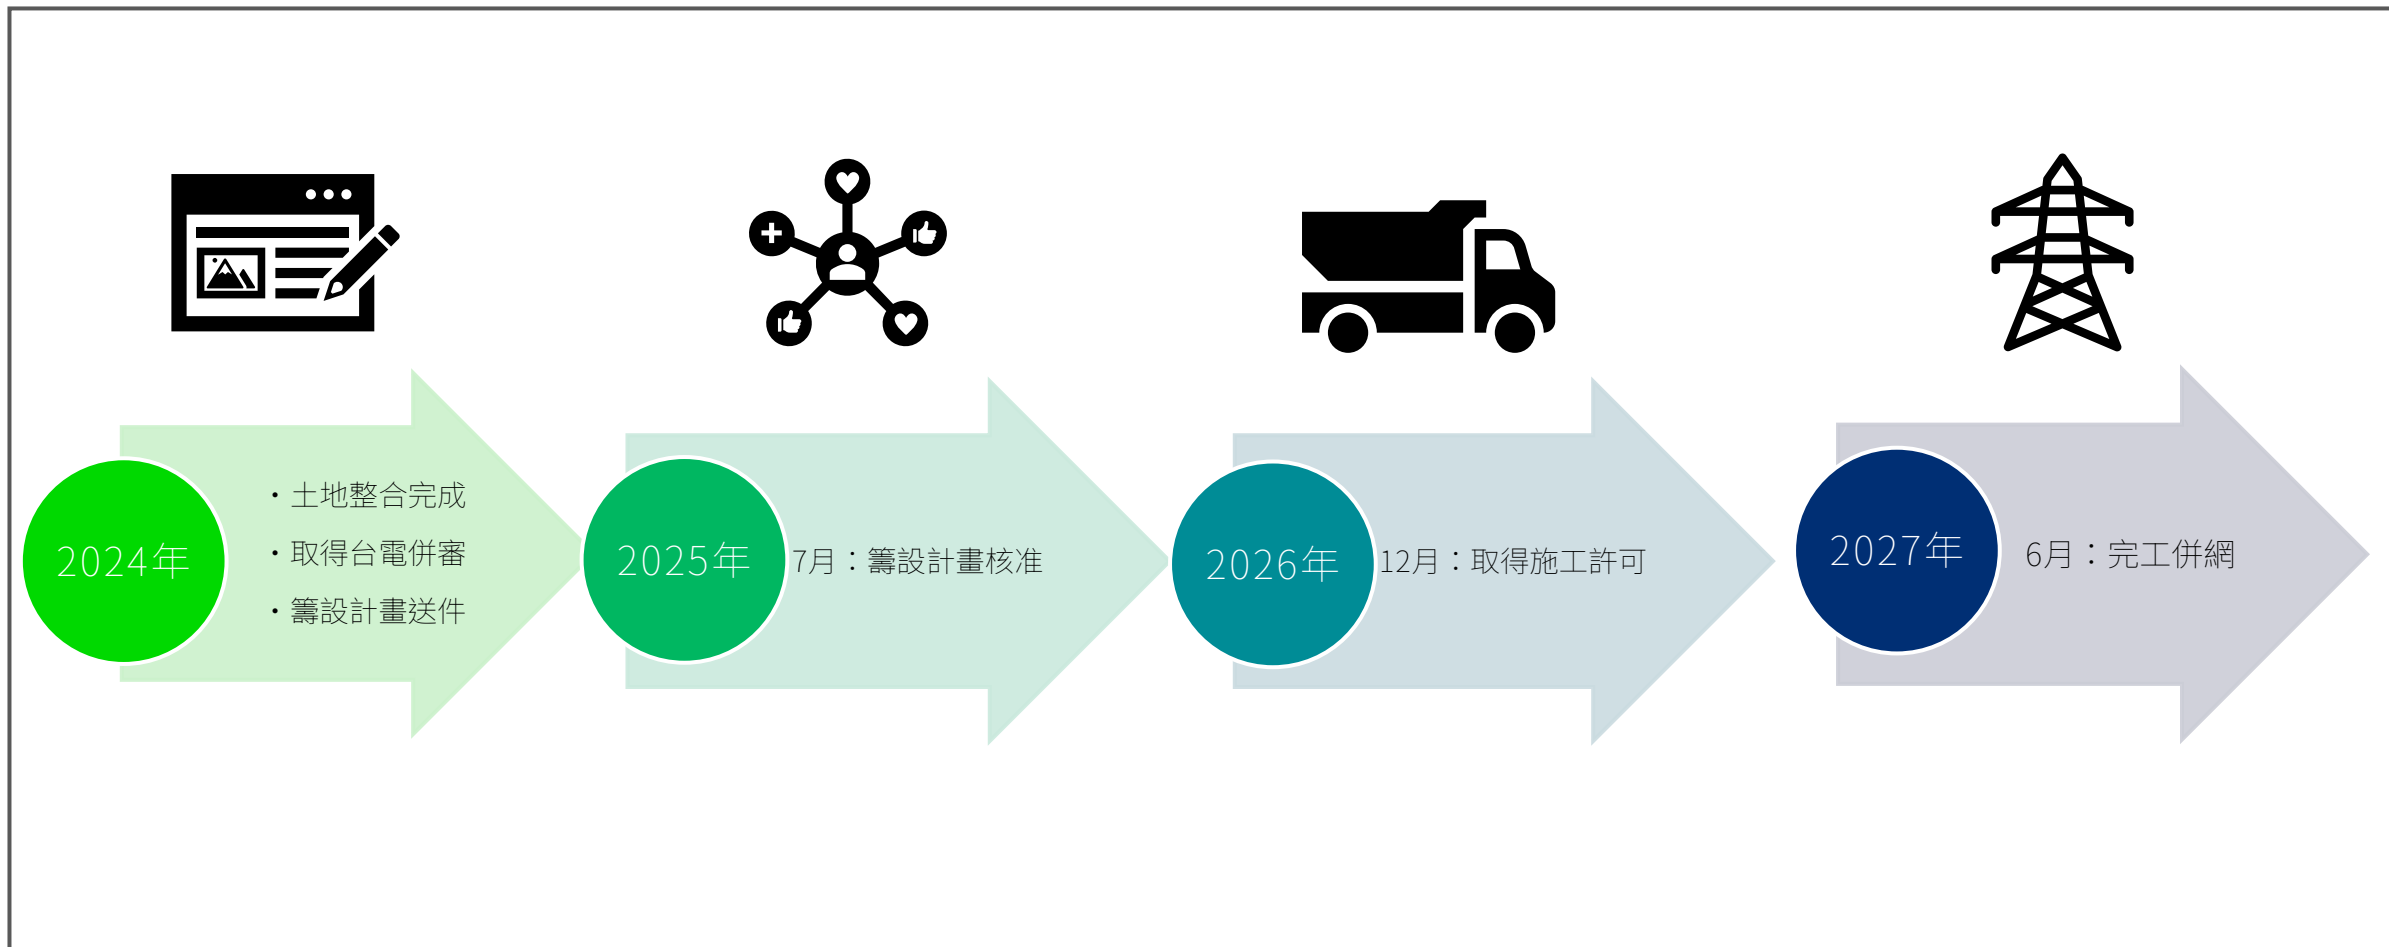 2024年
・土地整合完成
・取得台電併審
・籌設計畫送件
2025年
7月：籌設計畫核准
2026年
12月：取得施工許可
2027年
6月：完工併網